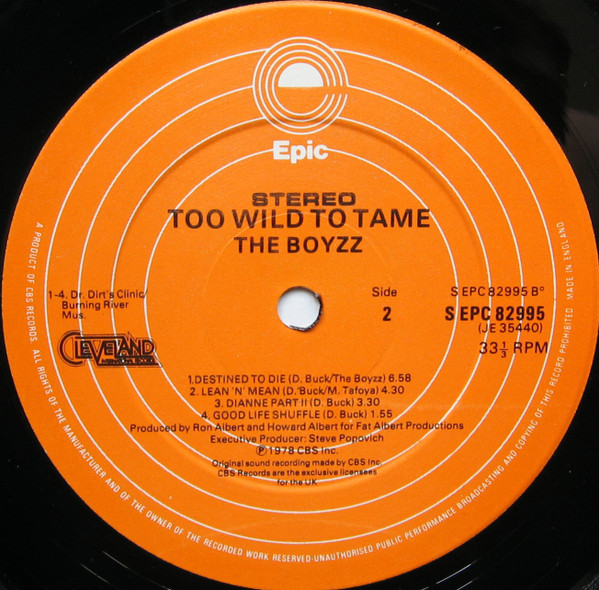 Epic
STEREO
TOO WILD TO TAME
THE BOYZZ
1-4. Dr. Dirt's Clinic/
Burning River
Mus.
Side
2
S EPC 82995 B°
S EPC 82995
(JE 35440)
33⅓ RPM
CLEVELAND
1.DESTINED TO DIE (D. Buck/The Boyzz) 6.58
2. LEAN 'N' MEAN (D. Buck/M. Tafoya) 4.30
3. DIANNE PART II (D. Buck) 3.30
4. GOOD LIFE SHUFFLE (D. Buck) 1.55
Produced by Ron Albert and Howard Albert for Fat Albert Productions
Executive Producer: Steve Popovich
℗ 1978 CBS Inc.
Original sound recording made by CBS Inc.
CBS Records are the exclusive licensees
for the UK
A PRODUCT OF CBS RECORDS. ALL RIGHTS OF THE MANUFACTURER AND OF THE OWNER OF THE RECORDED WORK RESERVED-UNAUTHORISED PUBLIC PERFORMANCE BROADCASTING AND COPYING OF THIS RECORD PROHIBITED MADE IN ENGLAND